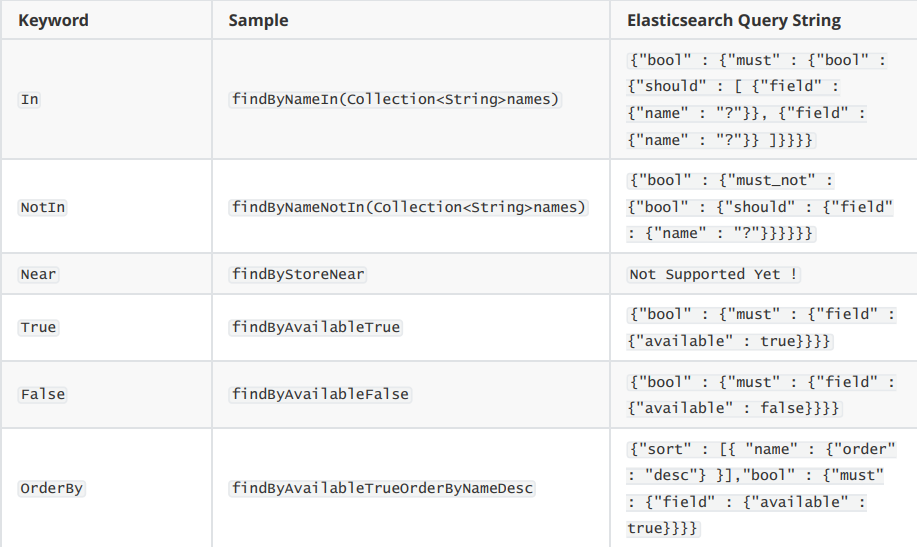 Keyword Sample Elasticsearch Query String
In findByNameIn(Collection<String>names) {"bool" : {"must" : {"bool" :
{"should" : [ {"field" :
{"name" : "?"}}, {"field" :
{"name" : "?"}} ]}}}}
NotIn findByNameNotIn(Collection<String>names) {"bool" : {"must_not" :
{"bool" : {"should" : {"field"
: {"name" : "?"}}}}}}
Near findByStoreNear Not Supported Yet !
True findByAvailableTrue {"bool" : {"must" : {"field" :
{"available" : true}}}}
False findByAvailableFalse {"bool" : {"must" : {"field" :
{"available" : false}}}}
OrderBy findByAvailableTrueOrderByNameDesc {"sort" : [{ "name" : {"order"
: "desc"} }],"bool" : {"must"
: {"field" : {"available" :
true}}}}